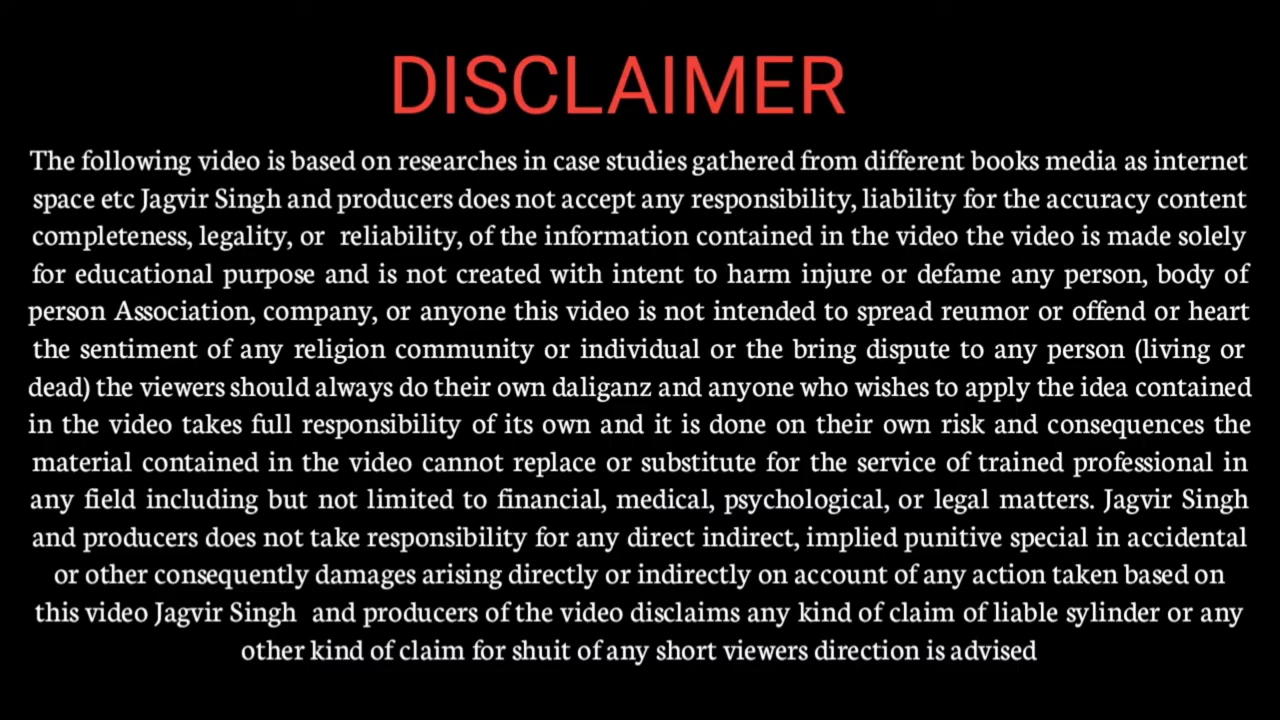 DISCLAIMER
The following video is based on researches in case studies gathered from different books media as internet
space etc Jagvir Singh and producers does not accept any responsibility, liability for the accuracy content
completeness, legality, or reliability, of the information contained in the video the video is made solely
for educational purpose and is not created with intent to harm injure or defame any person, body of
person Association, company, or anyone this video is not intended to spread reumor or offend or heart
the sentiment of any religion community or individual or the bring dispute to any person (living or
dead) the viewers should always do their own daliganz and anyone who wishes to apply the idea contained
in the video takes full responsibility of its own and it is done on their own risk and consequences the
material contained in the video cannot replace or substitute for the service of trained professional in
any field including but not limited to financial, medical, psychological, or legal matters. Jagvir Singh
and producers does not take responsibility for any direct indirect, implied punitive special in accidental
or other consequently damages arising directly or indirectly on account of any action taken based on
this video Jagvir Singh and producers of the video disclaims any kind of claim of liable sylinder or any
other kind of claim for shuit of any short viewers direction is advised